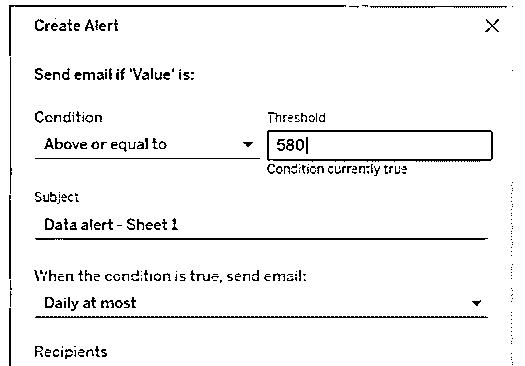 Create Alert
Send email if 'Value' is:
Condition
Threshold
Above or equal to
580
Condition currently true
Subject
Data alert - Sheet 1
When the condition is true, send email:
Daily at most
Recipients